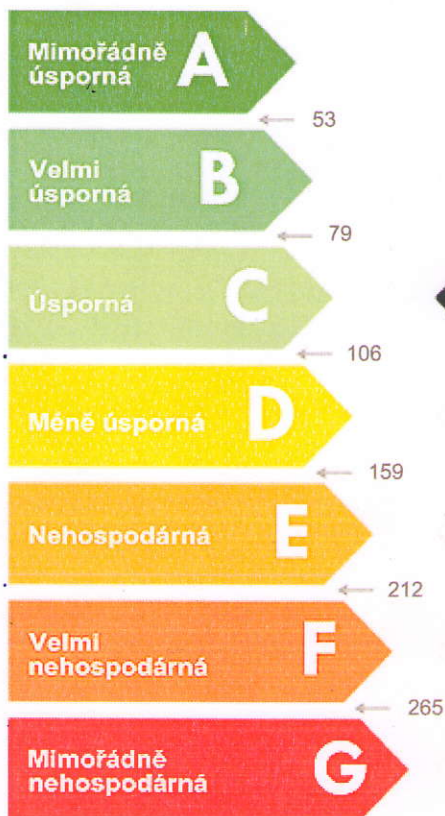 Mimořádně
úsporná
A
← 53
Velmi
úsporná
B
← 79
Úsporná C
← 106
Méně úsporná D
← 159
Nehospodárná E
← 212
Velmi
nehospodárná
F
← 265
Mimořádně
nehospodárná
G